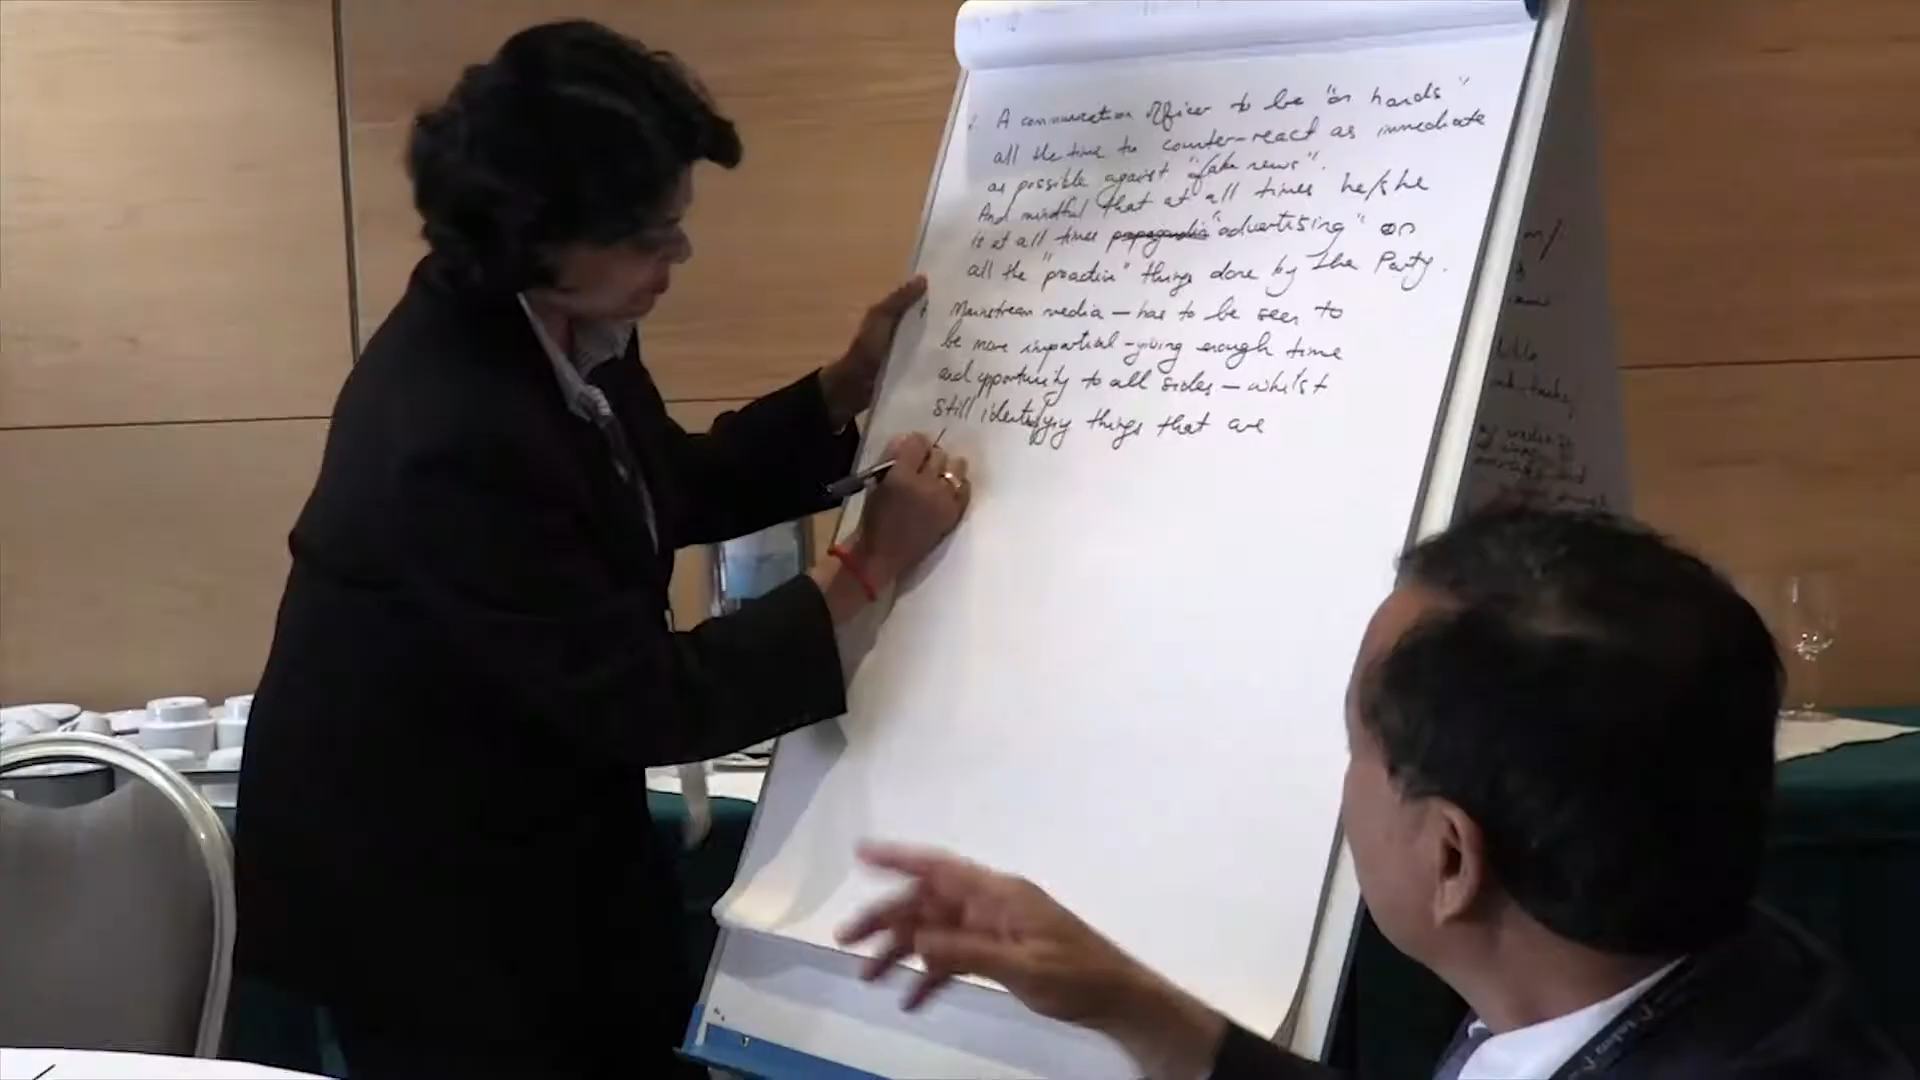 A communication officer to be "on hands"
all the time to counter-react as immediate
as possible against "fake news".
And mindful that at all times he/she
is at all times propaganda "advertising" on
all the "proactive" things done by the Party.
Mainstream media – has to be seen to
be more impartial – giving enough time
and opportunity to all sides – whilst
still identifying things that are